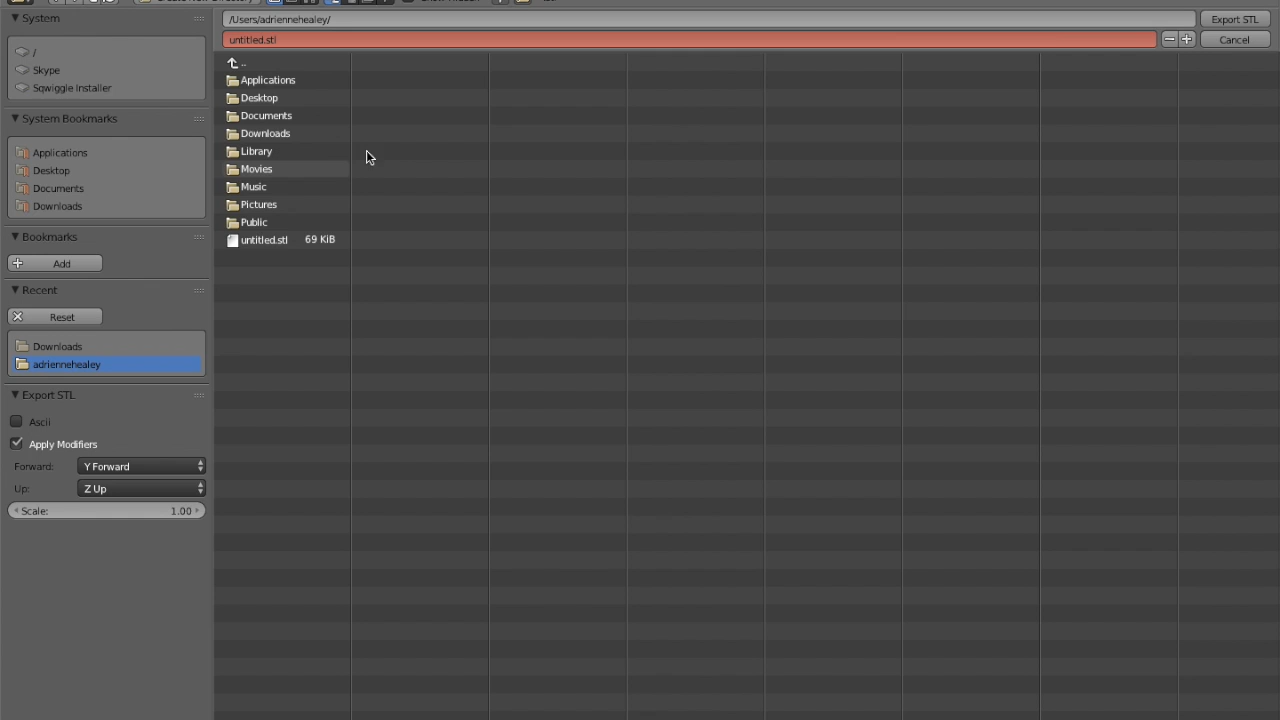 System
/Users/adriennehealey/
Export STL
untitled.stl
Cancel
/
Skype
Sqwiggle Installer
System Bookmarks
Applications
Desktop
Documents
Downloads
Bookmarks
Add
Recent
Reset
Downloads
adriennehealey
Export STL
Ascii
Apply Modifiers
Forward: Y Forward
Up: Z Up
Scale: 1.00
..
Applications
Desktop
Documents
Downloads
Library
Movies
Music
Pictures
Public
untitled.stl 69 KiB